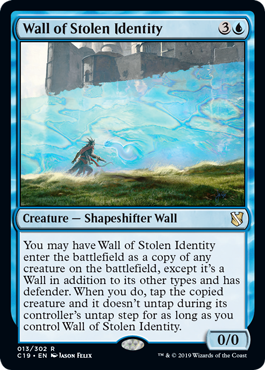 Wall of Stolen Identity 3
Creature — Shapeshifter Wall
You may have Wall of Stolen Identity
enter the battlefield as a copy of any
creature on the battlefield, except it's a
Wall in addition to its other types and has
defender. When you do, tap the copied
creature and it doesn't untap during its
controller's untap step for as long as you
control Wall of Stolen Identity.
0/0
013/302 R
C19 • EN Jason Felix ™ & © 2019 Wizards of the Coast